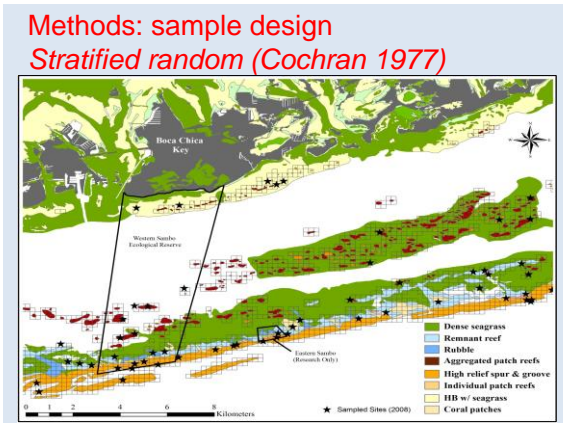 Methods: sample design
Stratified random (Cochran 1977)
Boca Chica
Key
Western Sambo
Ecological Reserve
Eastern Sambo
(Research Only)
Dense seagrass
Remnant reef
Rubble
Aggregated patch reefs
High relief spur & groove
Individual patch reefs
HB w/ seagrass
Coral patches
0 1 2 4 6 8
Kilometers
★ Sampled Sites (2008)